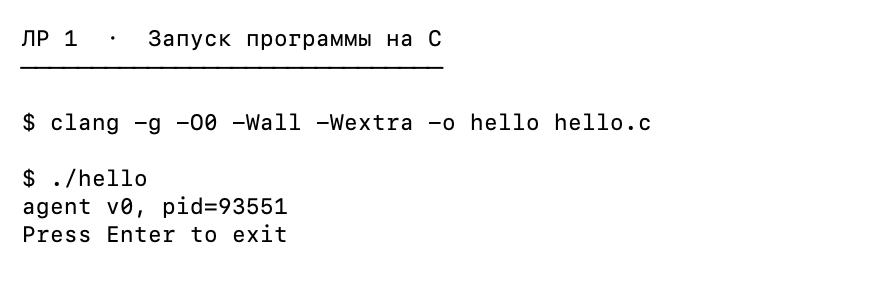 ЛР 1 · Запуск программы на C
$ clang -g -O0 -Wall -Wextra -o hello hello.c
$ ./hello
agent v0, pid=93551
Press Enter to exit